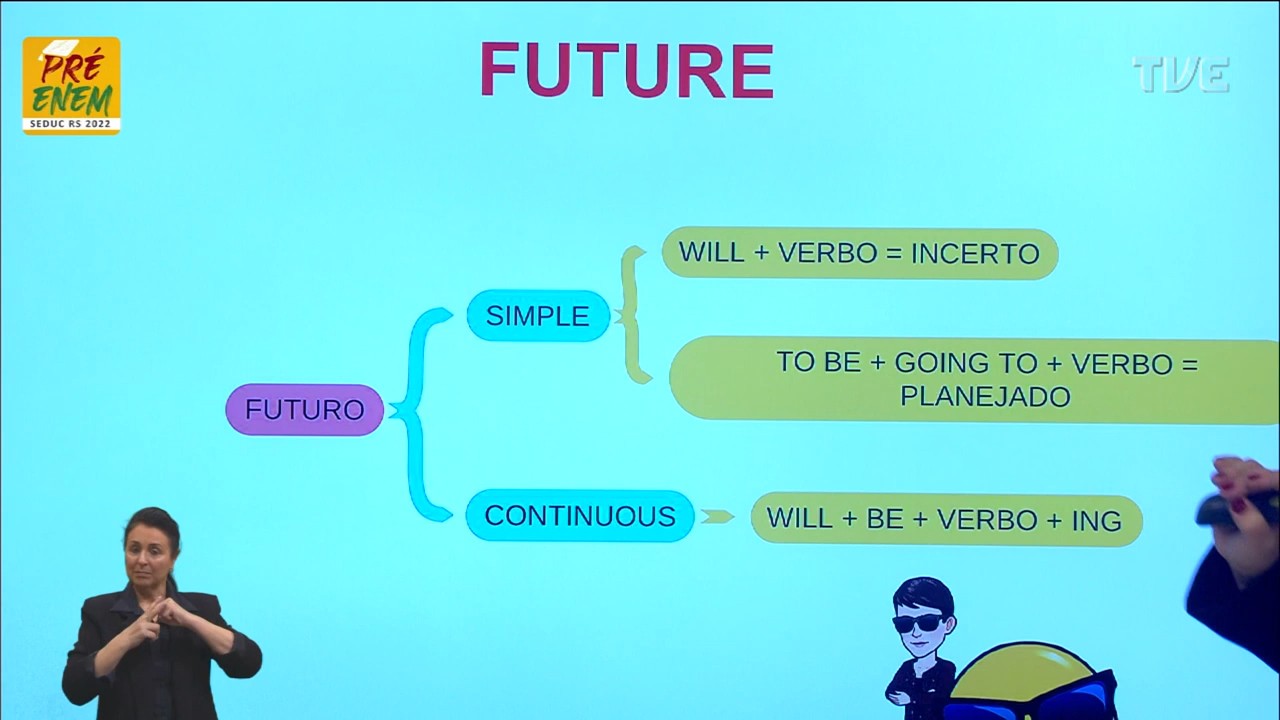 FUTURE
TVE
PRÉ
ENEM
SEDUC RS 2022
WILL + VERBO = INCERTO
SIMPLE
TO BE + GOING TO + VERBO =
PLANEJADO
FUTURO
CONTINUOUS
WILL + BE + VERBO + ING